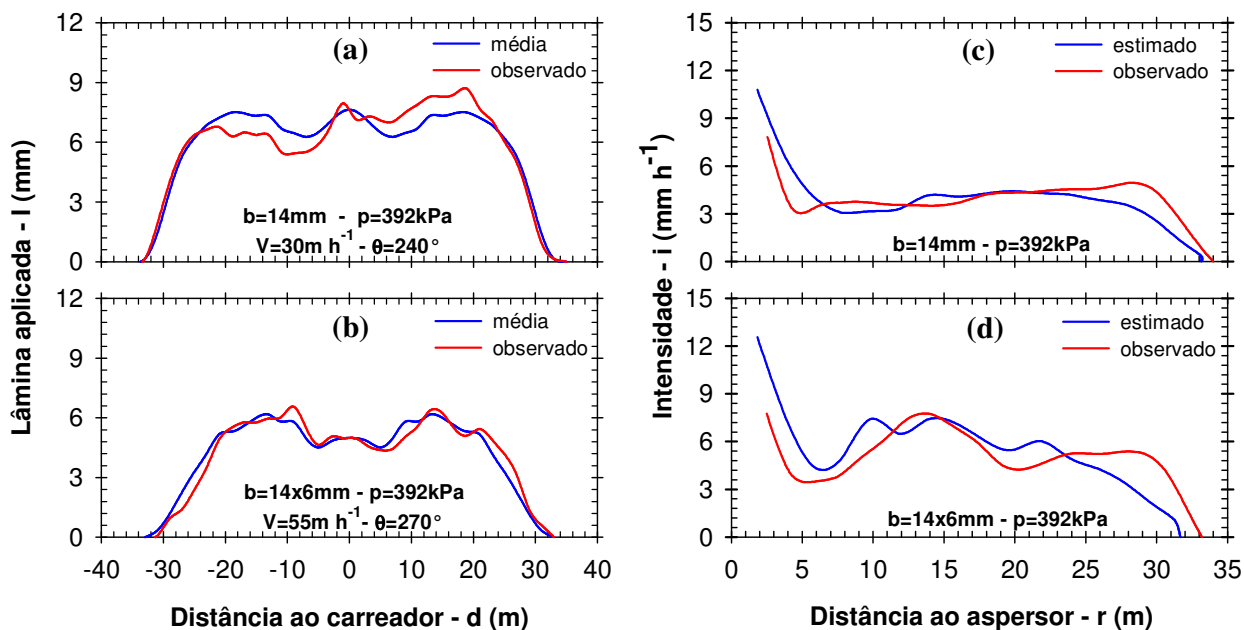 Lâmina aplicada - l (mm)
12
9
6
3
0
(a)
média
observado
b=14mm - p=392kPa
V=30m h⁻¹ - θ=240°
12
9
6
3
0
(b)
média
observado
b=14x6mm - p=392kPa
V=55m h⁻¹ - θ=270°
-40 -30 -20 -10 0 10 20 30 40
Distância ao carreador - d (m)
Intensidade - i (mm h⁻¹)
15
12
9
6
3
0
(c)
estimado
observado
b=14mm - p=392kPa
15
12
9
6
3
0
(d)
estimado
observado
b=14x6mm - p=392kPa
0 5 10 15 20 25 30 35
Distância ao aspersor - r (m)